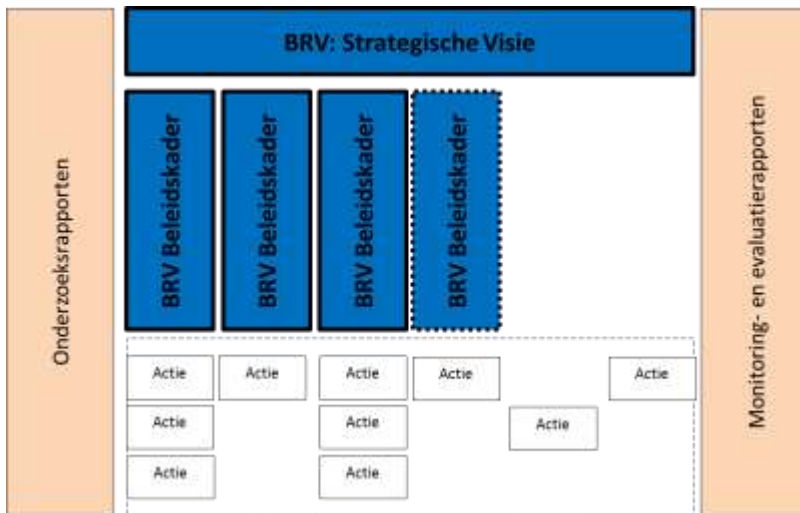 BRV: Strategische Visie
Onderzoeksrapporten
BRV Beleidskader
BRV Beleidskader
BRV Beleidskader
BRV Beleidskader
Monitoring- en evaluatierapporten
Actie
Actie
Actie
Actie
Actie
Actie
Actie
Actie
Actie
Actie